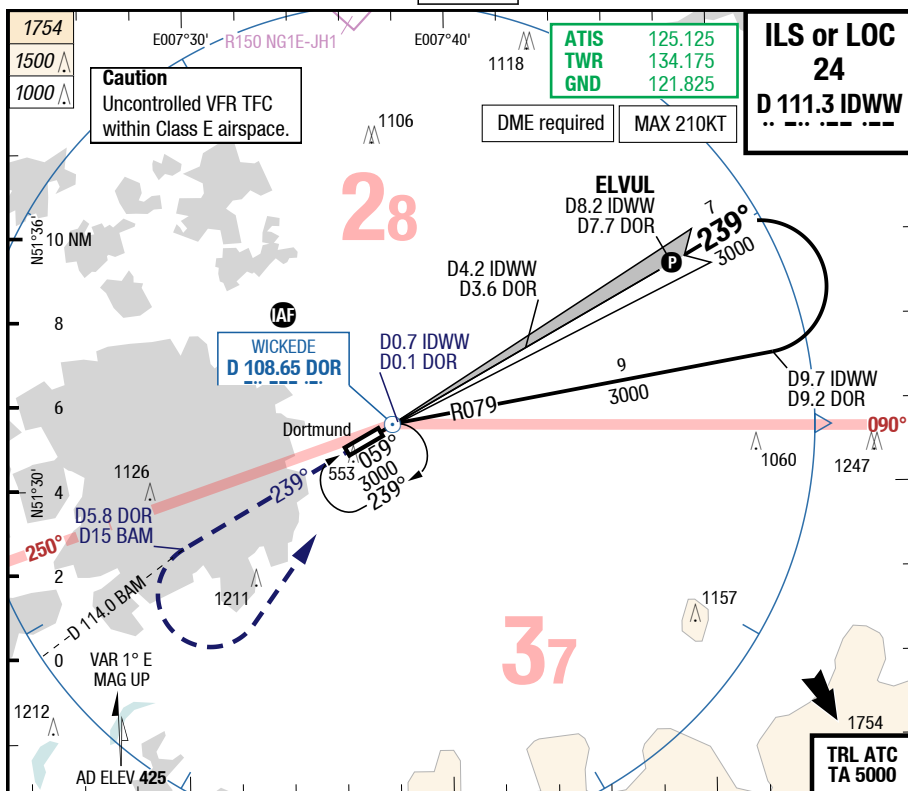 1754
1500
1000
E007°30'
R150 NG1E-JH1
E007°40'
1118
ATIS 125.125
TWR 134.175
GND 121.825
ILS or LOC
24
D 111.3 IDWW
Caution
Uncontrolled VFR TFC
within Class E airspace.
DME required
MAX 210KT
1106
28
ELVUL
D8.2 IDWW
D7.7 DOR
7
239°
3000
P
N51°36'
10 NM
D4.2 IDWW
D3.6 DOR
IAF
8
WICKEDE
D 108.65 DOR
D0.7 IDWW
D0.1 DOR
9
3000
D9.7 IDWW
D9.2 DOR
6
R079
Dortmund
090°
553
059°
3000
239°
1060
1247
1126
239°
N51°30'
4
D5.8 DOR
D15 BAM
250°
2
D 114.0 BAM
1211
1157
37
0
VAR 1° E
MAG UP
1212
1754
AD ELEV 425
TRL ATC
TA 5000